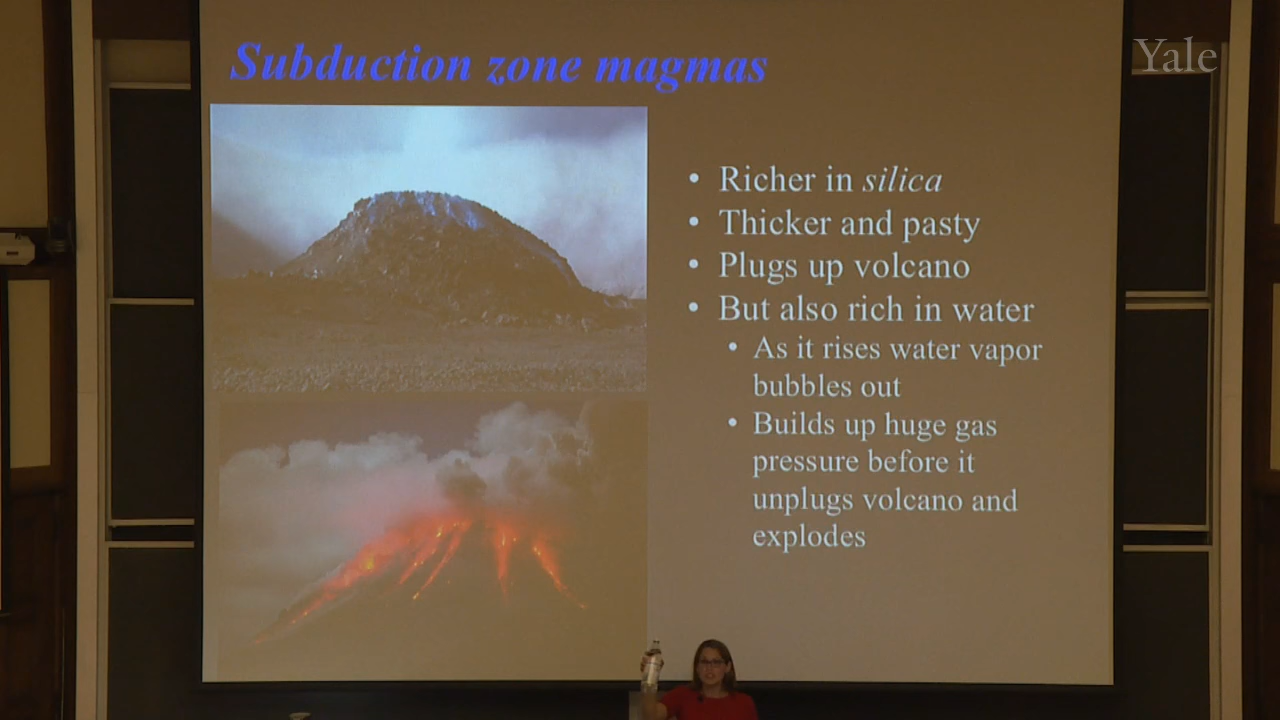 Subduction zone magmas
Yale
• Richer in silica
• Thicker and pasty
• Plugs up volcano
• But also rich in water
• As it rises water vapor
bubbles out
• Builds up huge gas
pressure before it
unplugs volcano and
explodes